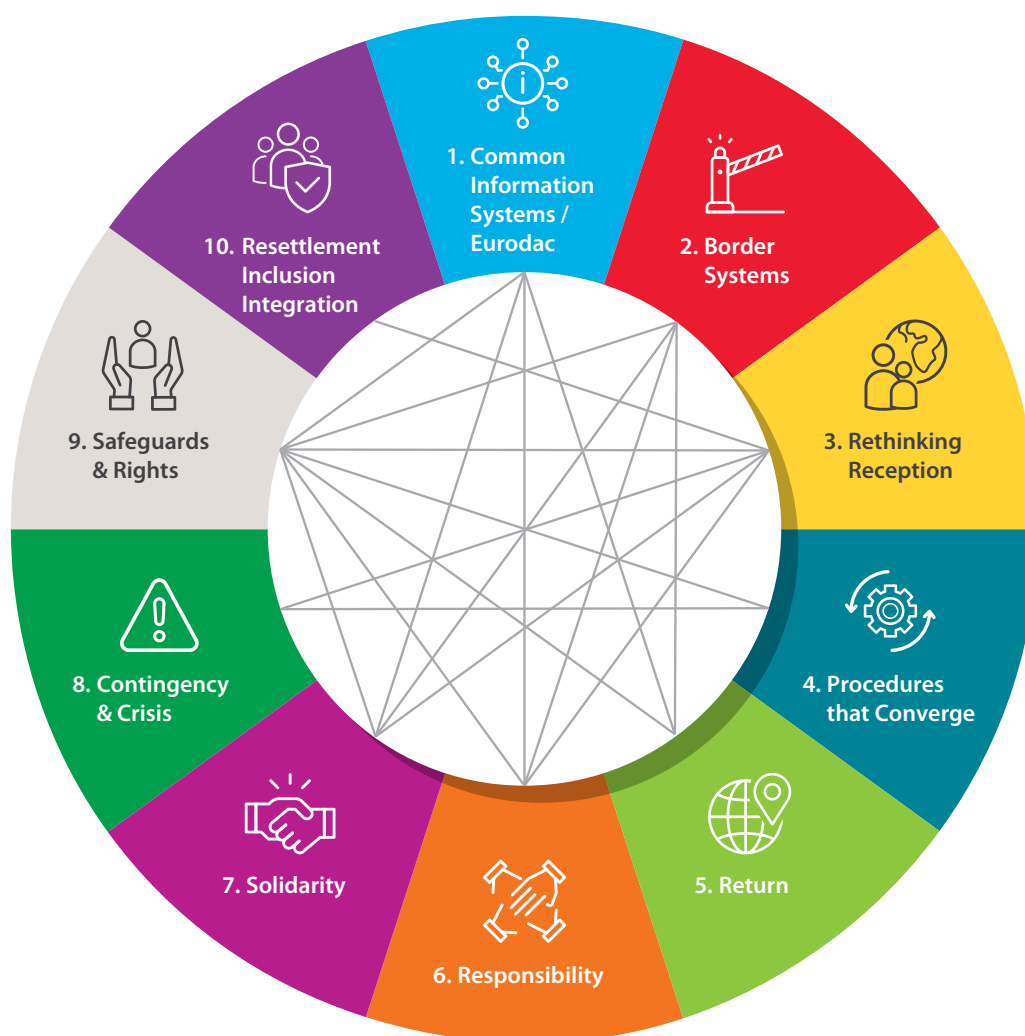 1. Common
Information
Systems /
Eurodac
2. Border
Systems
3. Rethinking
Reception
4. Procedures
that Converge
5. Return
6. Responsibility
7. Solidarity
8. Contingency
& Crisis
9. Safeguards
& Rights
10. Resettlement
Inclusion
Integration